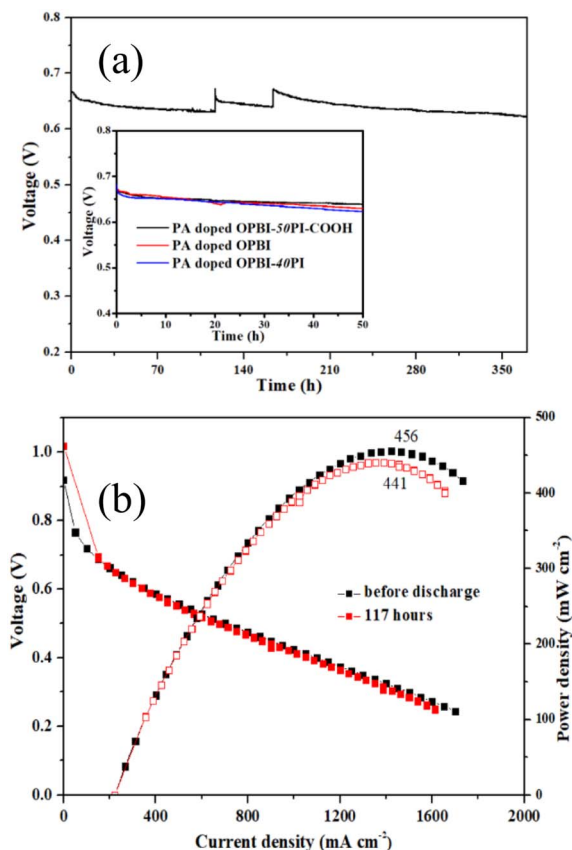 (a)
0.8
0.7
0.6
0.5
0.4
0.3
0.2
Voltage (V)
0.8
0.7
0.6
0.5
0.4
Voltage (V)
PA doped OPBI-50PI-COOH
PA doped OPBI
PA doped OPBI-40PI
0 10 20 30 40 50
Time (h)
0 70 140 210 280 350
Time (h)
(b)
1.0
0.8
0.6
0.4
0.2
0.0
Voltage (V)
456
441
before discharge
117 hours
500
400
300
200
100
0
Power density (mW cm-2)
0 400 800 1200 1600 2000
Current density (mA cm-2)